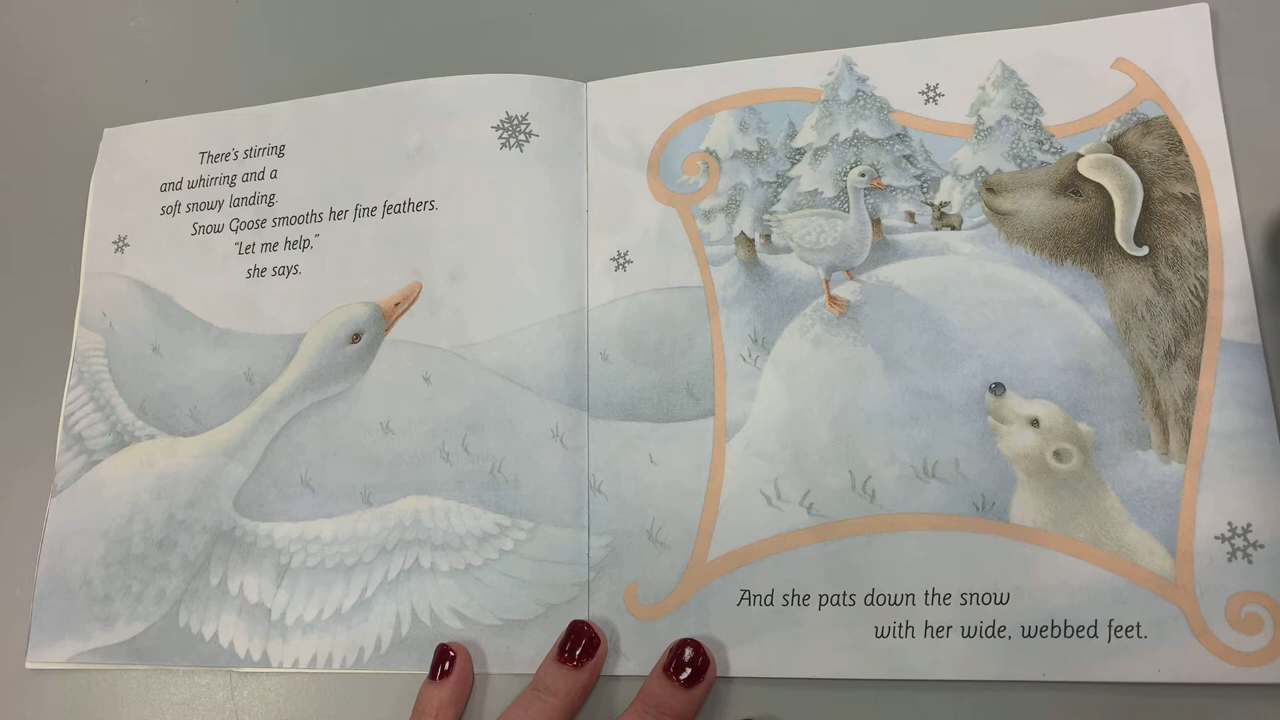 There's stirring
and whirring and a
soft snowy landing.
Snow Goose smooths her fine feathers.
"Let me help,"
she says.
And she pats down the snow
with her wide, webbed feet.